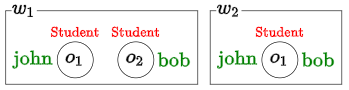 w1 w2
Student Student Student
john o1 o2 bob john o1 bob